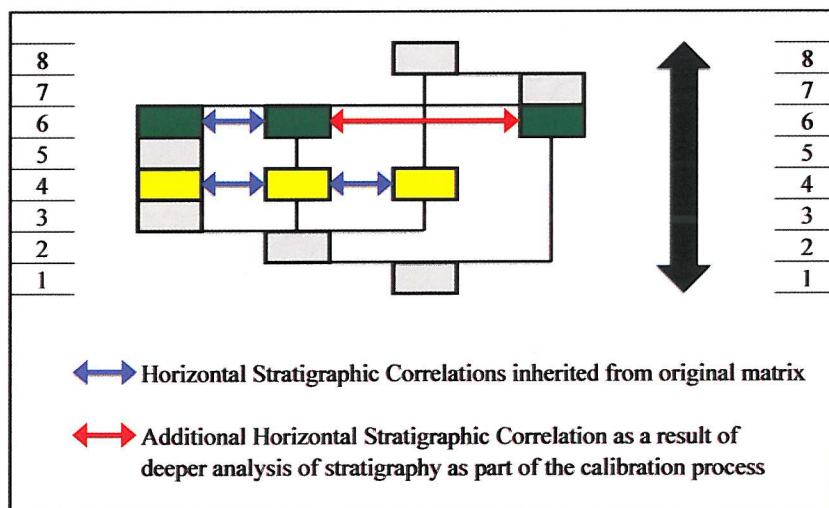 8 8
7 7
6 6
5 5
4 4
3 3
2 2
1 1
Horizontal Stratigraphic Correlations inherited from original matrix
Additional Horizontal Stratigraphic Correlation as a result of
deeper analysis of stratigraphy as part of the calibration process